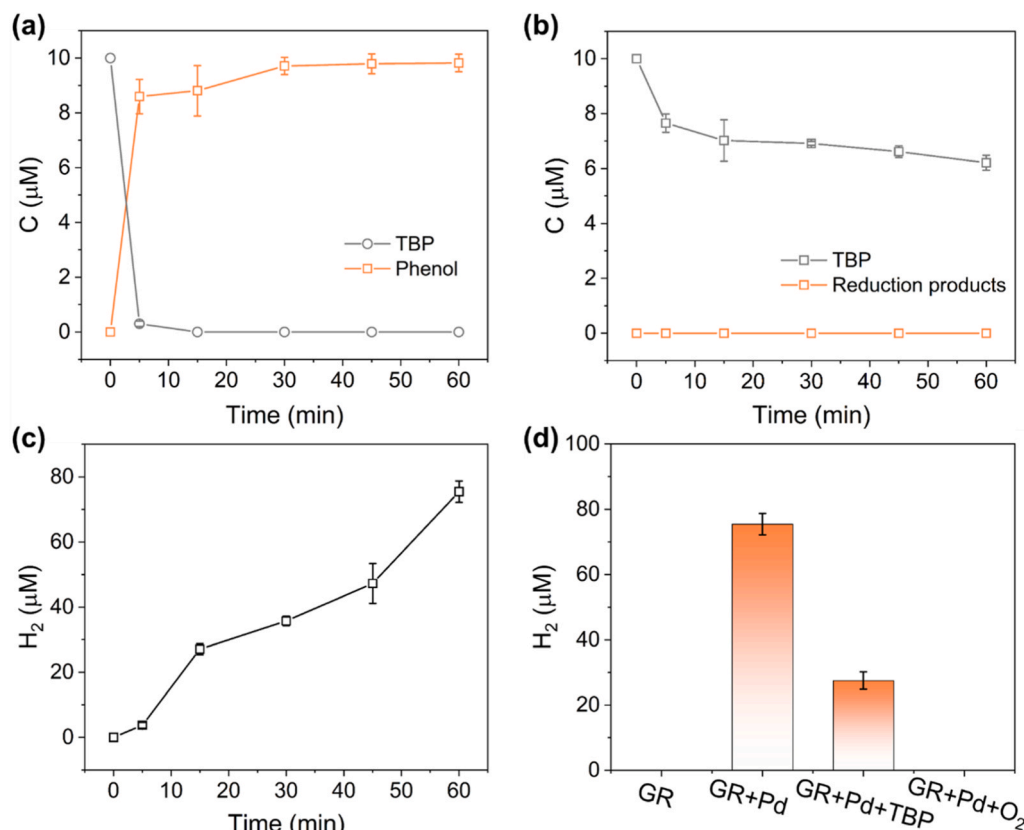 (a)
10
8
6
4
2
0
C (μM)
TBP
Phenol
0 10 20 30 40 50 60
Time (min)
(b)
10
8
6
4
2
0
C (μM)
TBP
Reduction products
0 10 20 30 40 50 60
Time (min)
(c)
80
60
40
20
0
H₂ (μM)
0 10 20 30 40 50 60
Time (min)
(d)
100
80
60
40
20
0
H₂ (μM)
GR GR+Pd GR+Pd+TBP GR+Pd+O₂